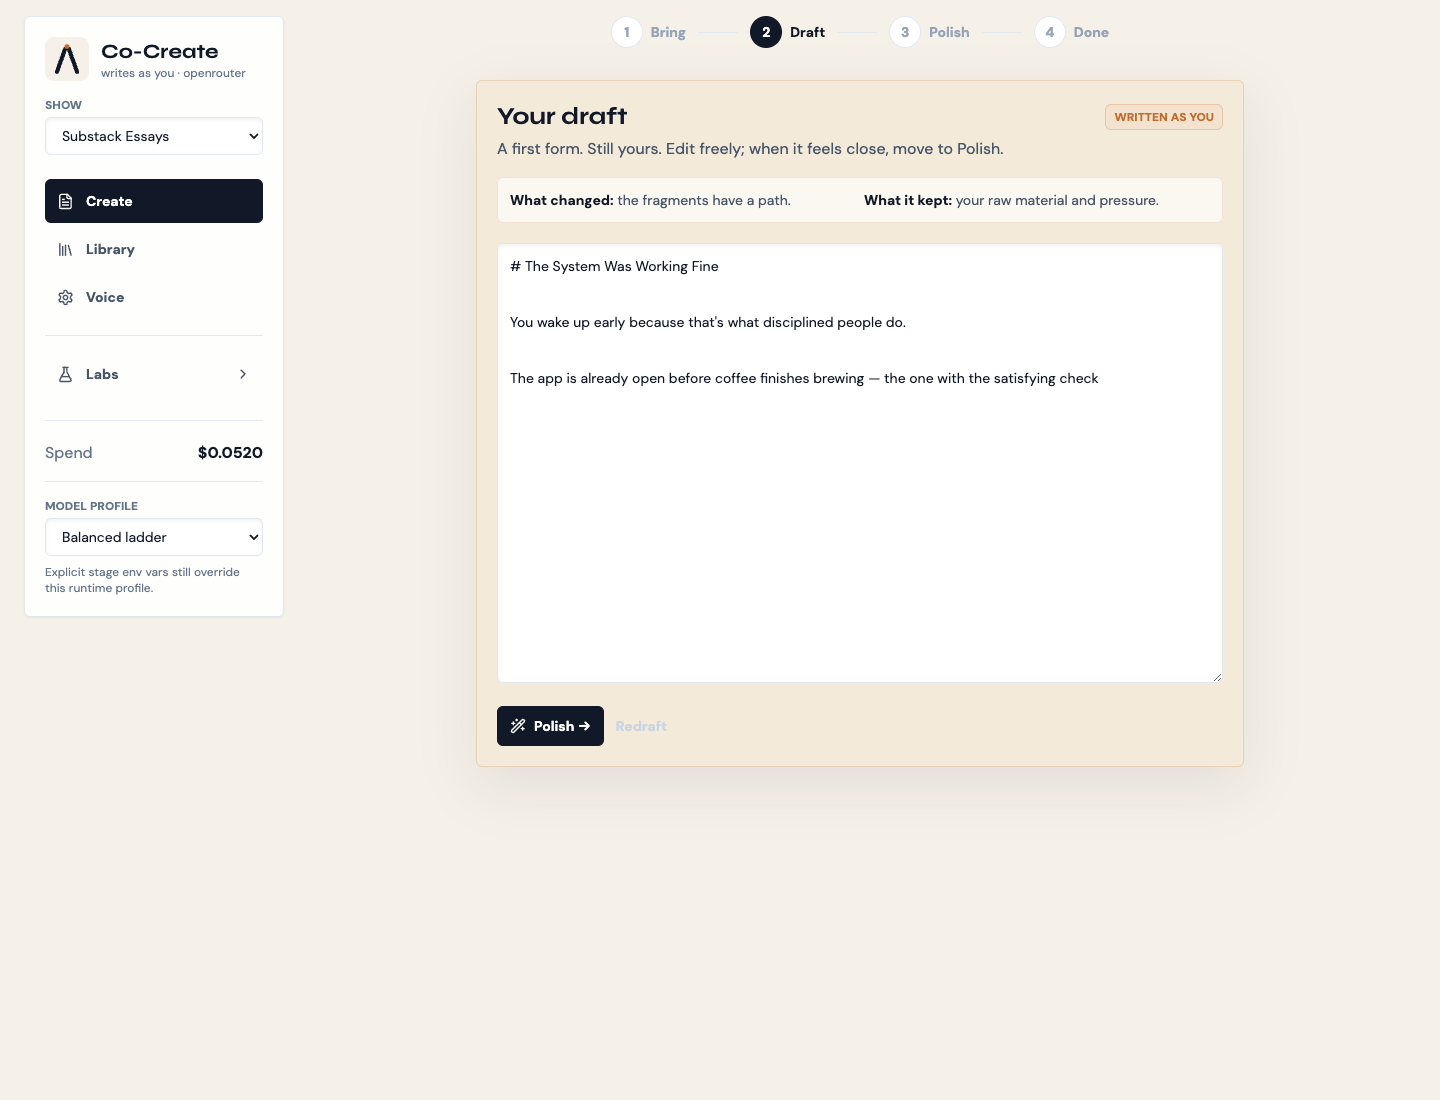 Co-Create
writes as you · openrouter
SHOW
Substack Essays
Create
Library
Voice
Labs
Spend $0.0520
MODEL PROFILE
Balanced ladder
Explicit stage env vars still override
this runtime profile.
1 Bring 2 Draft 3 Polish 4 Done
Your draft
WRITTEN AS YOU
A first form. Still yours. Edit freely; when it feels close, move to Polish.
What changed: the fragments have a path. What it kept: your raw material and pressure.
# The System Was Working Fine
You wake up early because that's what disciplined people do.
The app is already open before coffee finishes brewing — the one with the satisfying check
Polish → Redraft